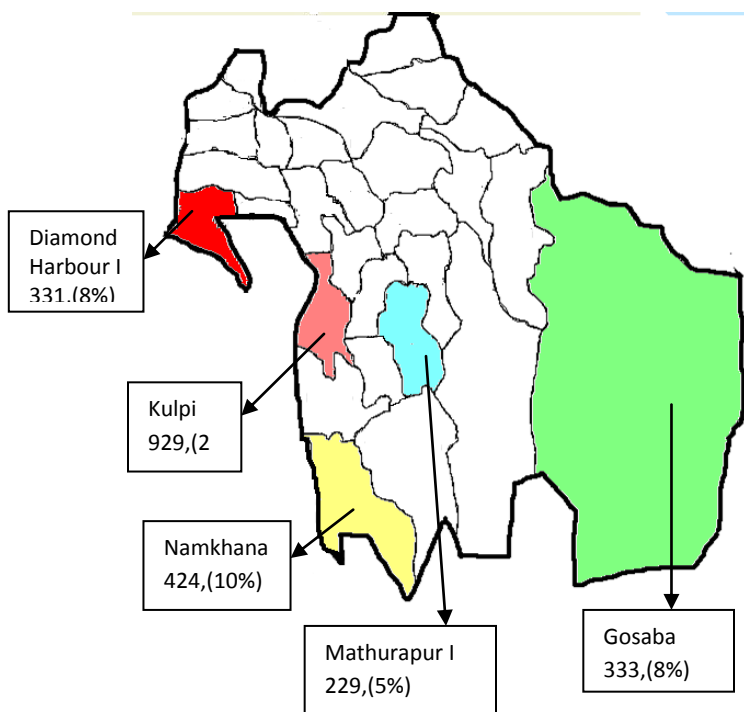 Diamond
Harbour I
331.(8%)
Kulpi
929,(2
Namkhana
424,(10%)
Mathurapur I
229,(5%)
Gosaba
333,(8%)